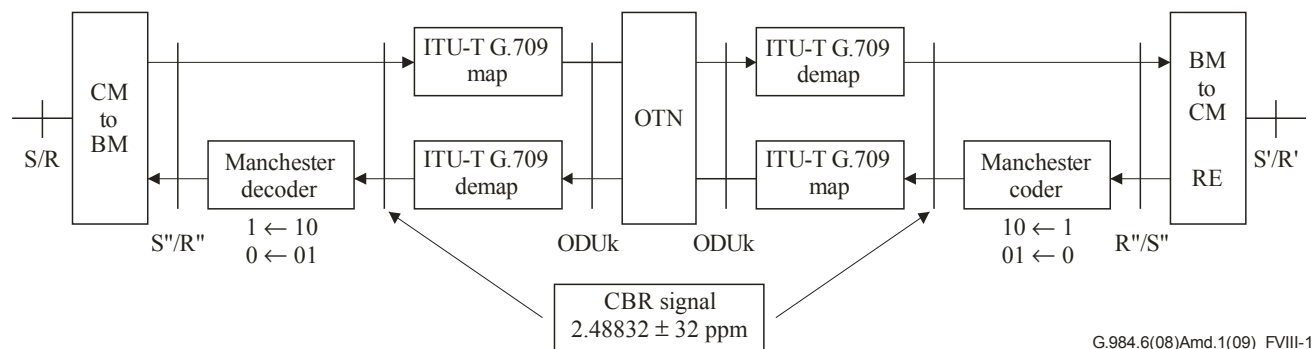 ITU-T G.709
map
ITU-T G.709
demap
CM
to
BM
OTN
BM
to
CM
RE
S/R
S'/R'
Manchester
decoder
ITU-T G.709
demap
ITU-T G.709
map
Manchester
coder
S"/R"
1 ← 10
0 ← 01
ODUk
ODUk
10 ← 1
01 ← 0
R"/S"
CBR signal
2.48832 ± 32 ppm
G.984.6(08)Amd.1(09)_FVIII-1